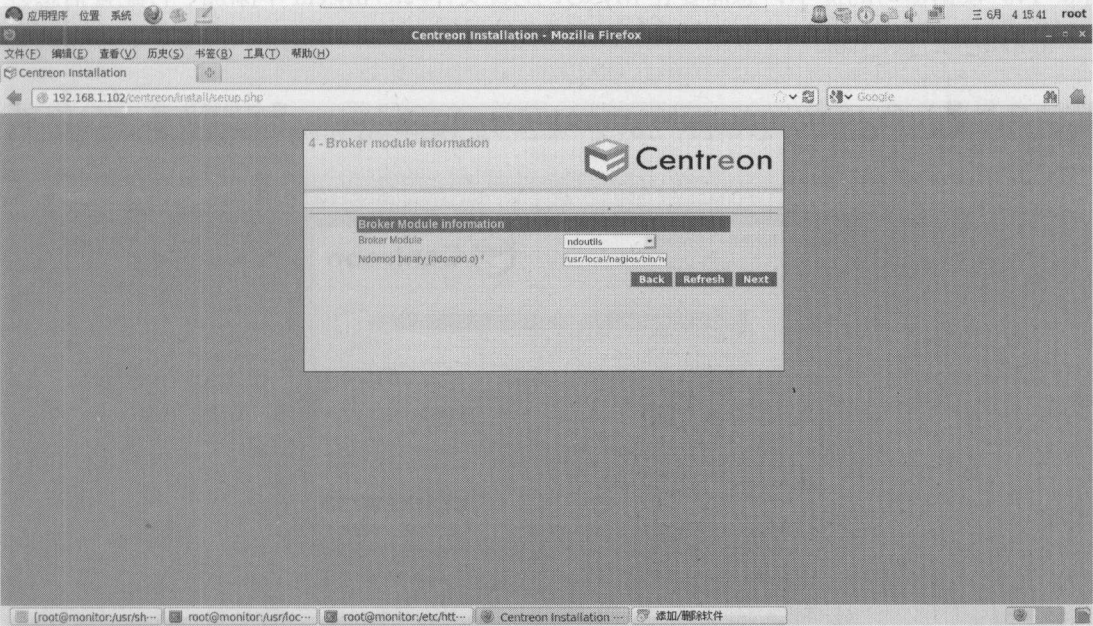 应用程序 位置 系统 三 6月 4 15:41 root
Centreon Installation - Mozilla Firefox
文件(F) 编辑(E) 查看(V) 历史(S) 书签(B) 工具(T) 帮助(H)
Centreon Installation
192.168.1.102/centreon/install/setup.php Google
4 - Broker module information
Centreon
Broker Module information
Broker Module ndoutils
Ndomod binary (ndomod.o) * /usr/local/nagios/bin/n
Back Refresh Next
[root@monitor:/usr/sh… root@monitor:/usr/loc… root@monitor:/etc/htt… Centreon Installation … 添加/删除软件